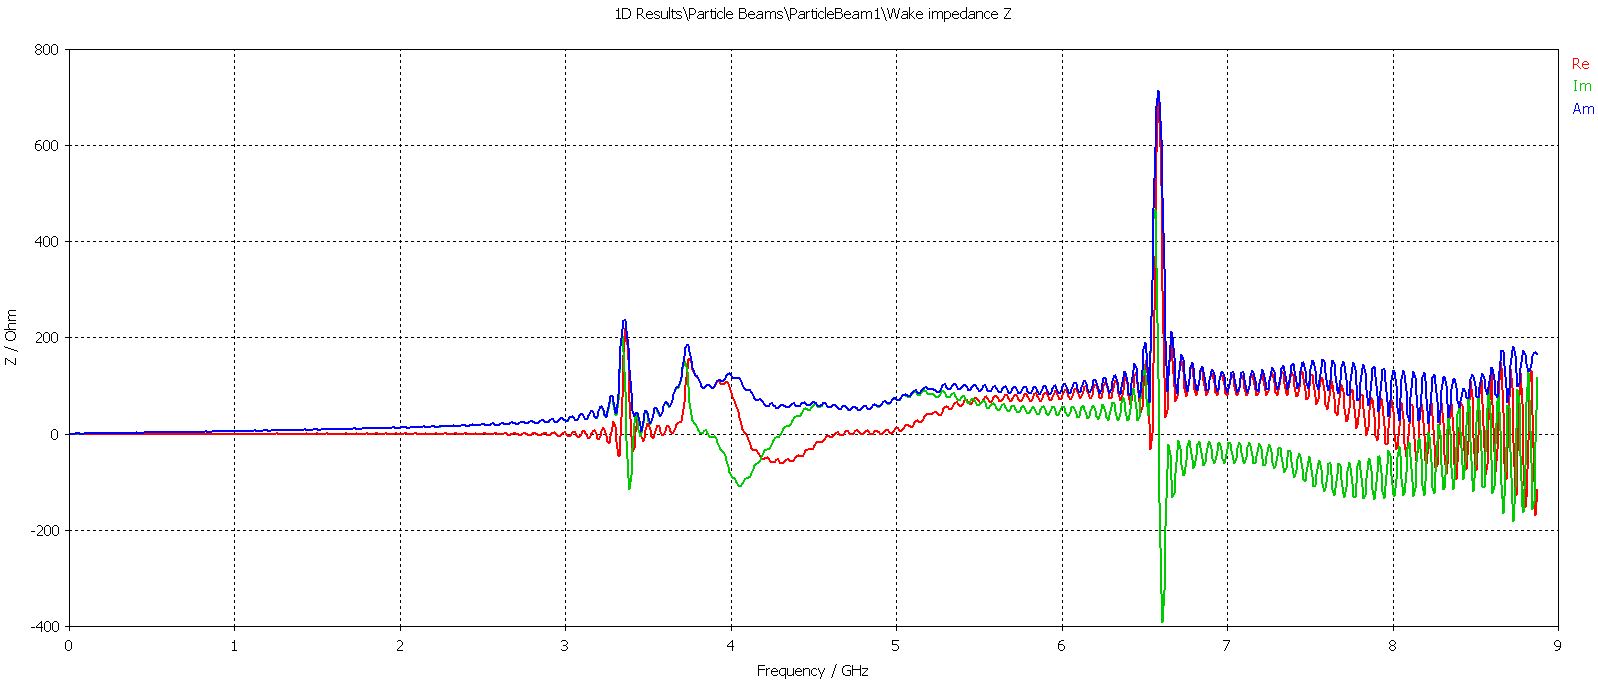 1D Results\Particle Beams\ParticleBeam1\Wake impedance Z
800
600
400
200
0
-200
-400
Z / Ohm
Re
Im
Am
0 1 2 3 4 5 6 7 8 9
Frequency / GHz